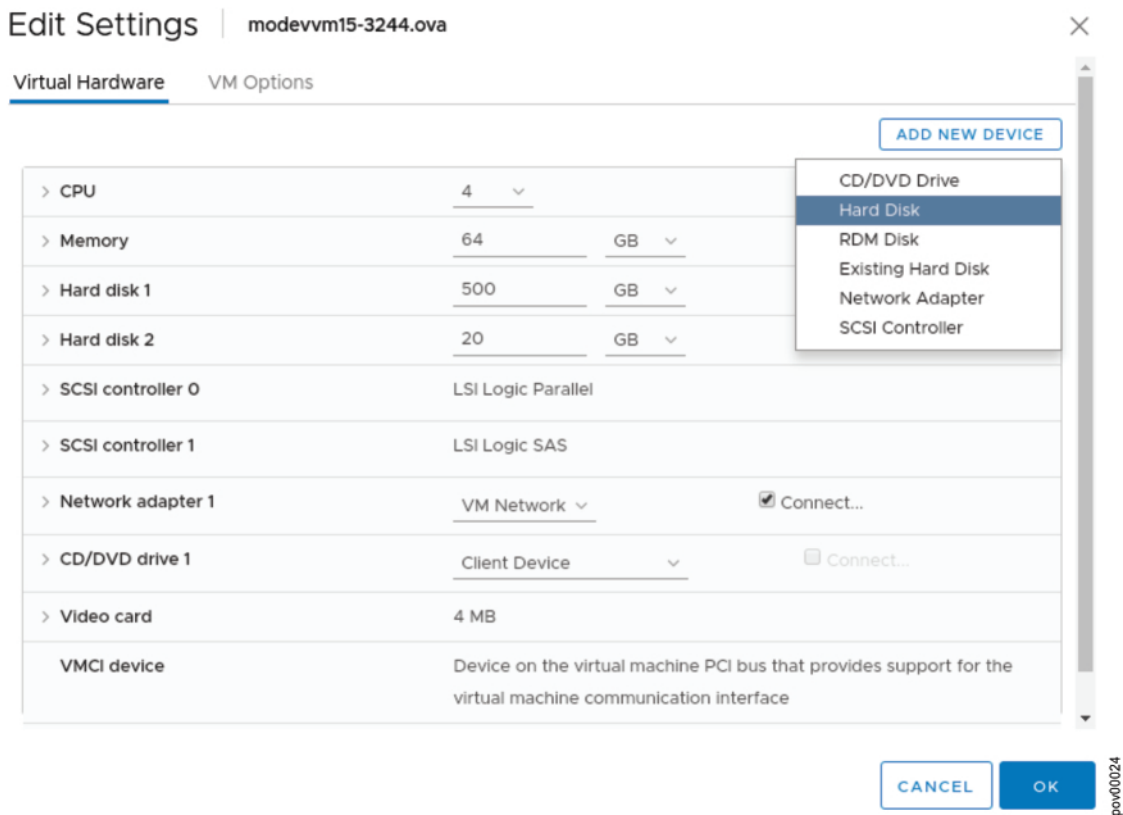 Edit Settings modevvm15-3244.ova
Virtual Hardware VM Options
ADD NEW DEVICE
CPU 4
Memory 64 GB
Hard disk 1 500 GB
Hard disk 2 20 GB
CD/DVD Drive
Hard Disk
RDM Disk
Existing Hard Disk
Network Adapter
SCSI Controller
SCSI controller 0 LSI Logic Parallel
SCSI controller 1 LSI Logic SAS
Network adapter 1 VM Network Connect...
CD/DVD drive 1 Client Device Connect...
Video card 4 MB
VMCI device Device on the virtual machine PCI bus that provides support for the
virtual machine communication interface
CANCEL OK
pov00024